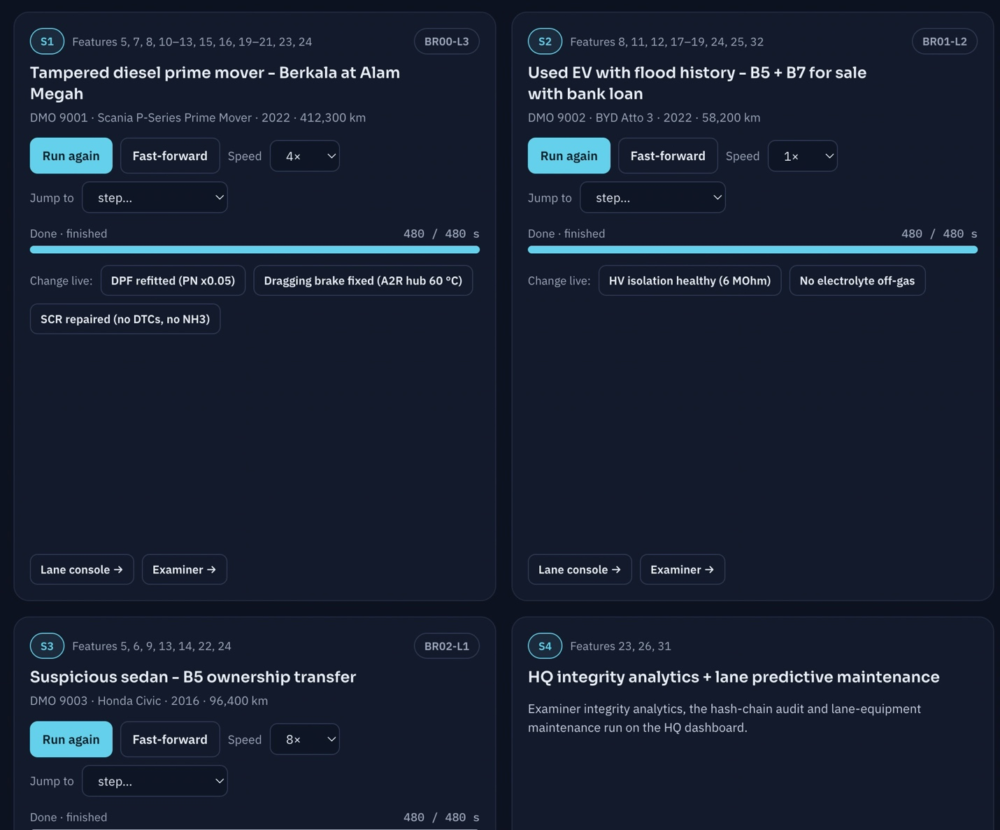 S1 Features 5, 7, 8, 10–13, 15, 16, 19–21, 23, 24 BR00-L3
Tampered diesel prime mover – Berkala at Alam
Megah
DMO 9001 · Scania P-Series Prime Mover · 2022 · 412,300 km
Run again Fast-forward Speed 4×
Jump to step...
Done · finished 480 / 480 s
Change live: DPF refitted (PN x0.05) Dragging brake fixed (A2R hub 60 °C)
SCR repaired (no DTCs, no NH3)
Lane console → Examiner →
S2 Features 8, 11, 12, 17–19, 24, 25, 32 BR01-L2
Used EV with flood history – B5 + B7 for sale
with bank loan
DMO 9002 · BYD Atto 3 · 2022 · 58,200 km
Run again Fast-forward Speed 1×
Jump to step...
Done · finished 480 / 480 s
Change live: HV isolation healthy (6 MOhm) No electrolyte off-gas
Lane console → Examiner →
S3 Features 5, 6, 9, 13, 14, 22, 24 BR02-L1
Suspicious sedan – B5 ownership transfer
DMO 9003 · Honda Civic · 2016 · 96,400 km
Run again Fast-forward Speed 8×
Jump to step...
Done · finished 480 / 480 s
S4 Features 23, 26, 31
HQ integrity analytics + lane predictive maintenance
Examiner integrity analytics, the hash-chain audit and lane-equipment
maintenance run on the HQ dashboard.